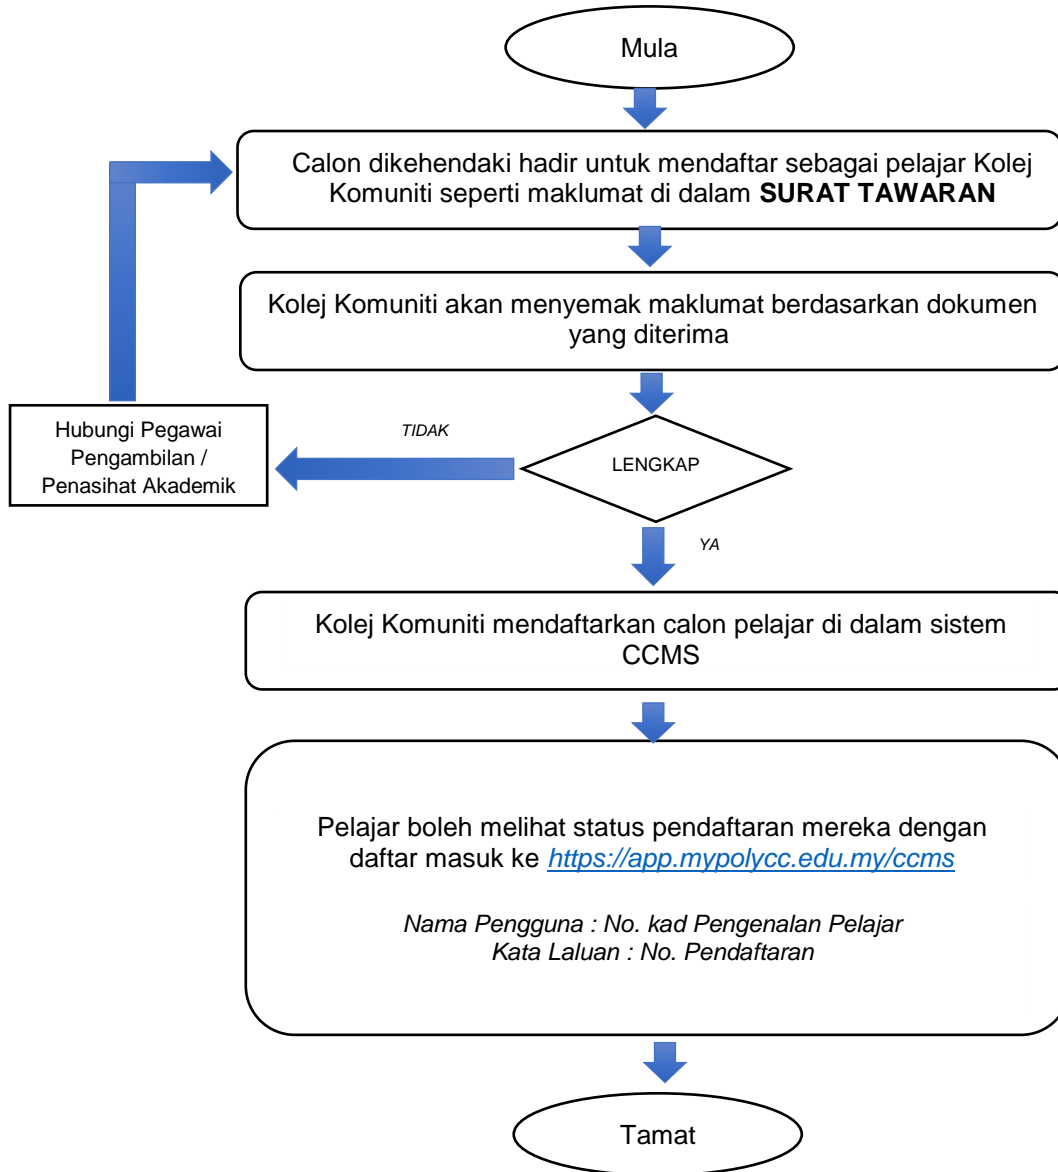 Mula
Calon dikehendaki hadir untuk mendaftar sebagai pelajar Kolej
Komuniti seperti maklumat di dalam SURAT TAWARAN
Kolej Komuniti akan menyemak maklumat berdasarkan dokumen
yang diterima
Hubungi Pegawai
Pengambilan /
Penasihat Akademik
TIDAK
LENGKAP
YA
Kolej Komuniti mendaftarkan calon pelajar di dalam sistem
CCMS
Pelajar boleh melihat status pendaftaran mereka dengan
daftar masuk ke https://app.mypolycc.edu.my/ccms
Nama Pengguna : No. kad Pengenalan Pelajar
Kata Laluan : No. Pendaftaran
Tamat